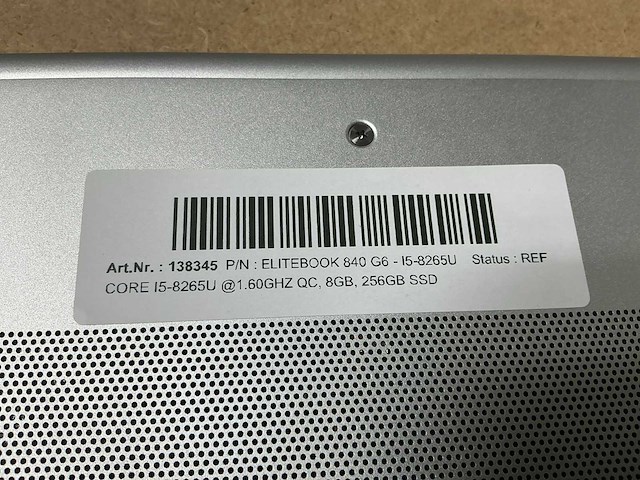 Art.Nr. : 138345 P/N : ELITEBOOK 840 G6 - I5-8265U Status : REF
CORE I5-8265U @1.60GHZ QC, 8GB, 256GB SSD